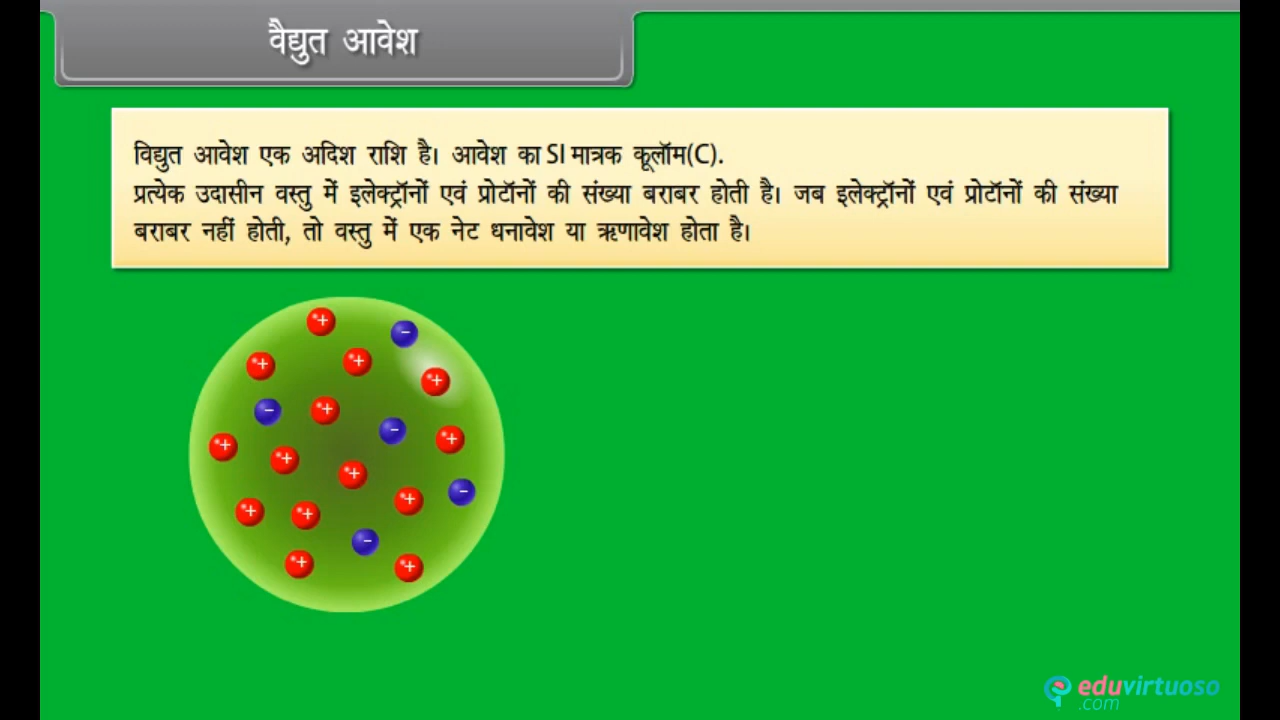 वैद्युत आवेश
विद्युत आवेश एक अदिश राशि है। आवेश का SI मात्रक कूलॉम(C).
प्रत्येक उदासीन वस्तु में इलेक्ट्रॉनों एवं प्रोटॉनों की संख्या बराबर होती है। जब इलेक्ट्रॉनों एवं प्रोटॉनों की संख्या
बराबर नहीं होती, तो वस्तु में एक नेट धनावेश या ऋणावेश होता है।
eduvirtuoso
.com